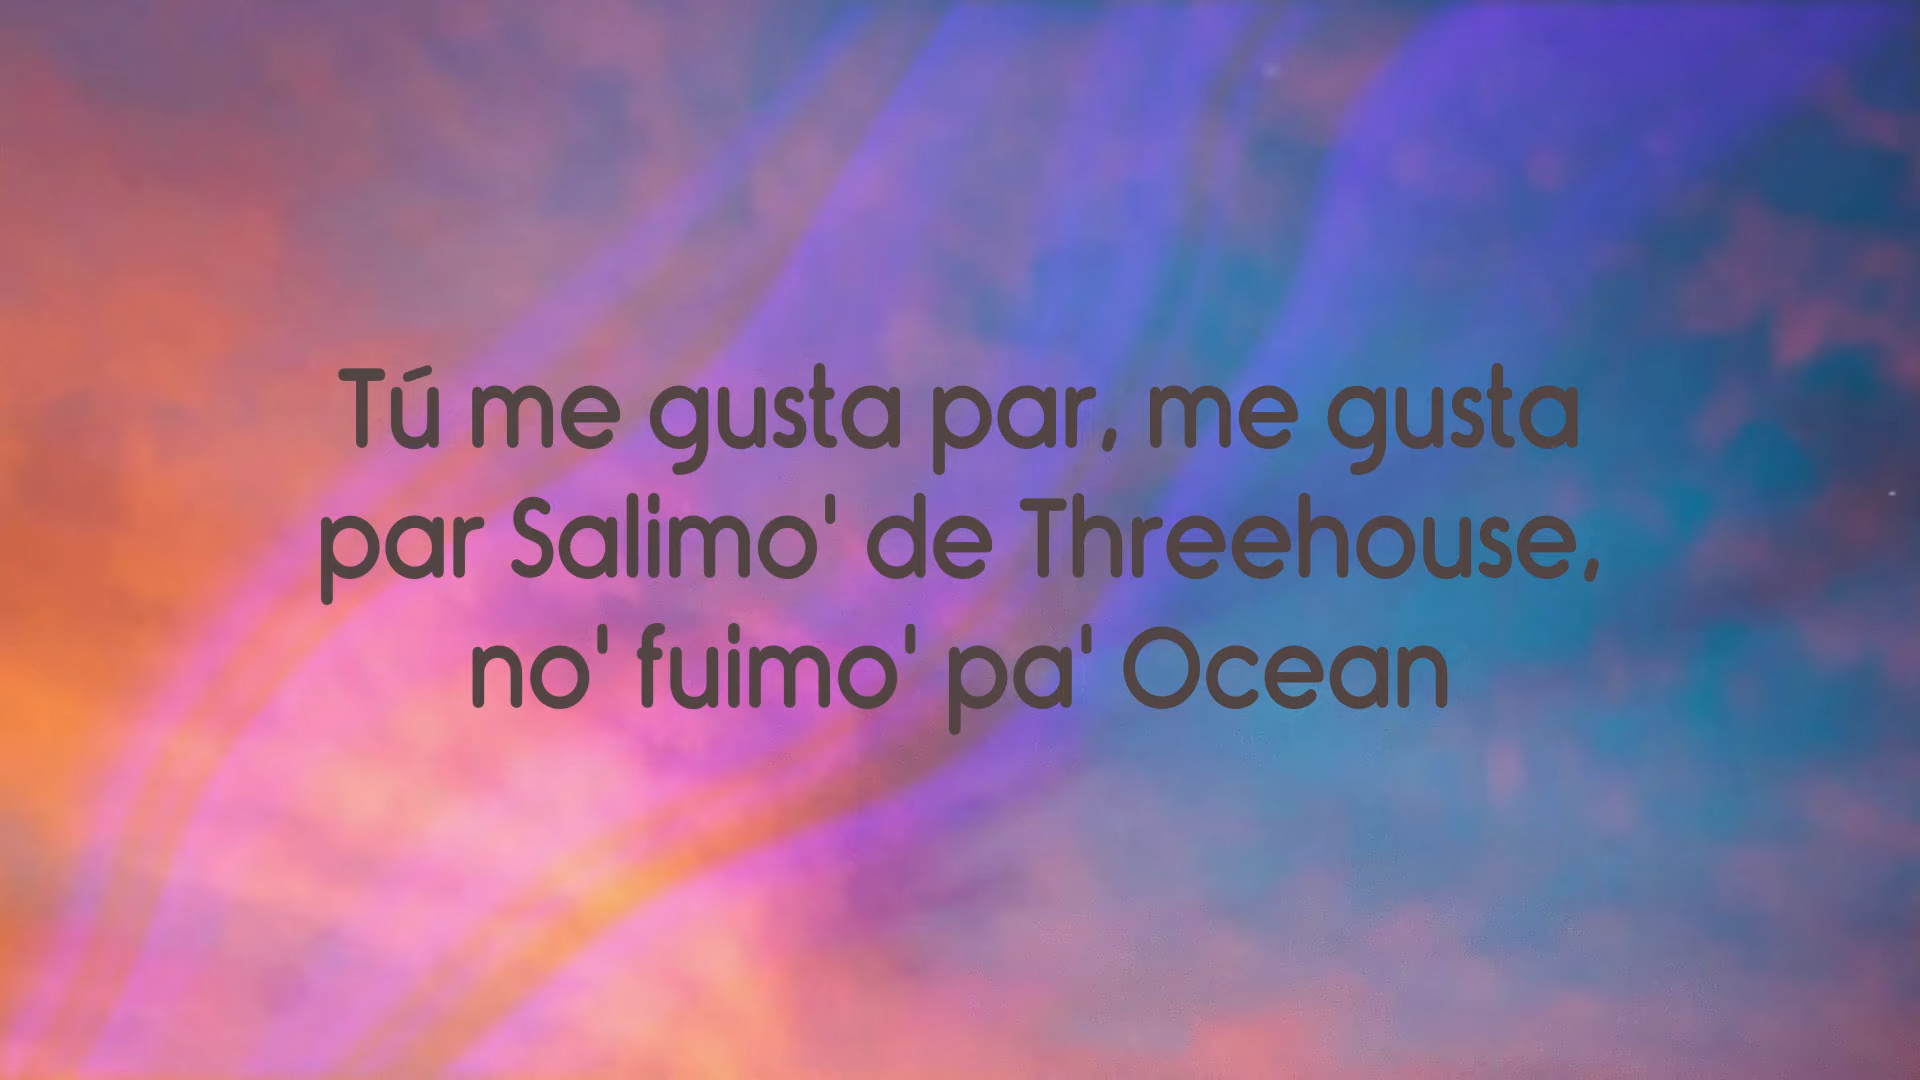 Tú me gusta par, me gusta
par Salimo' de Threehouse,
no' fuimo' pa' Ocean